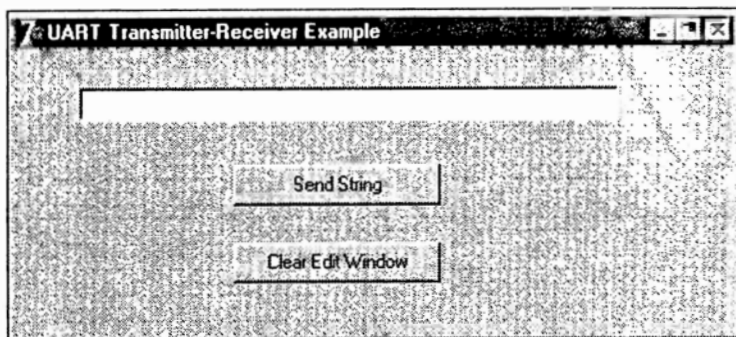 UART Transmitter-Receiver Example
Send String
Clear Edit Window